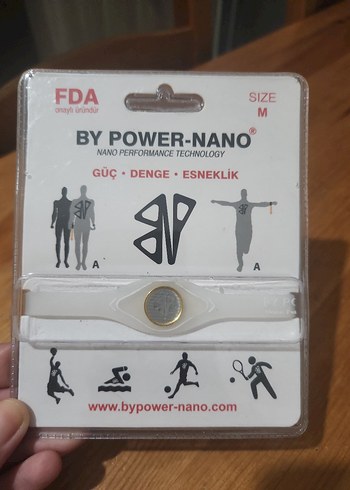 FDA
onaylı üründür
SIZE
M
BY POWER-NANO®
NANO PERFORMANCE TECHNOLOGY
GÜÇ • DENGE • ESNEKLİK
A
A
www.bypower-nano.com